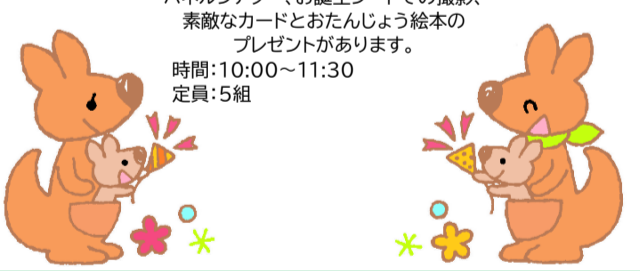 素敵なカードとおたんじょう絵本の
プレゼントがあります。
時間：10:00～11:30
定員：5組